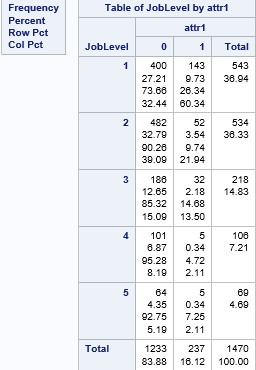 Frequency
Percent
Row Pct
Col Pct
Table of JobLevel by attr1
attr1
JobLevel 0 1 Total
1 400 143 543
27.21 9.73 36.94
73.66 26.34
32.44 60.34
2 482 52 534
32.79 3.54 36.33
90.26 9.74
39.09 21.94
3 186 32 218
12.65 2.18 14.83
85.32 14.68
15.09 13.50
4 101 5 106
6.87 0.34 7.21
95.28 4.72
8.19 2.11
5 64 5 69
4.35 0.34 4.69
92.75 7.25
5.19 2.11
Total 1233 237 1470
83.88 16.12 100.00